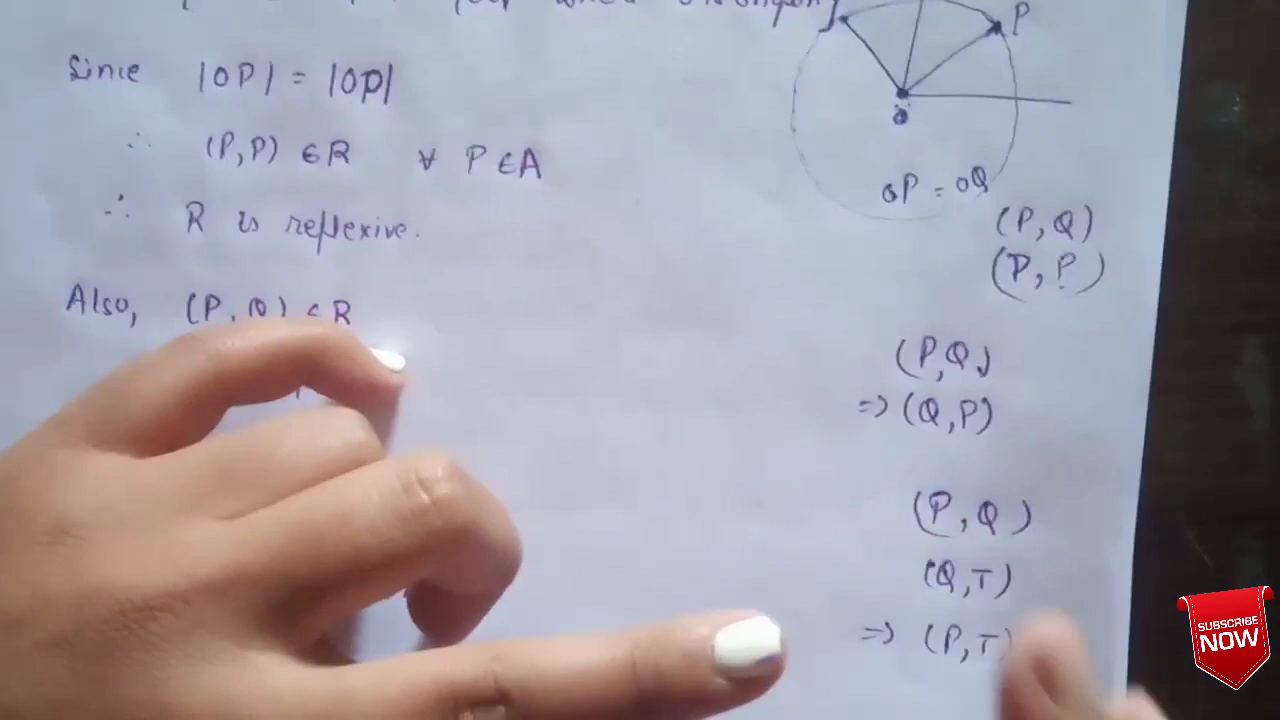 Since |OP| = |OP|
∴ (P,P) ∈ R ∀ P ∈ A
∴ R is reflexive.
Also, (P,Q) ∈ R
P
O
OP = OQ
(P,Q)
(P,P)
(P,Q)
=> (Q,P)
(P,Q)
(Q,T)
=> (P,T)
SUBSCRIBE
NOW